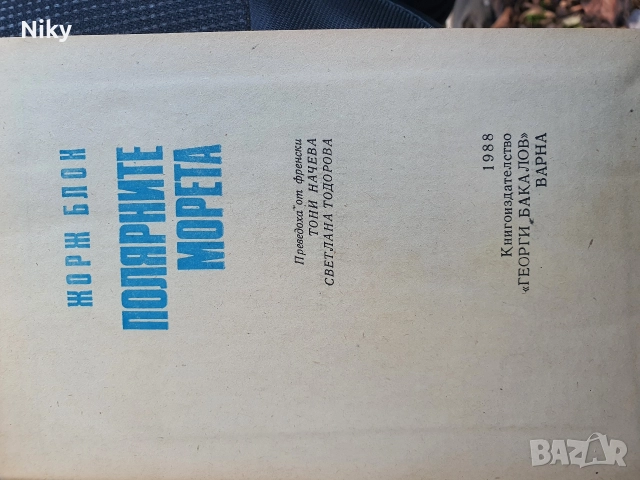 Niky
ЖОРЖ БЛОН
ПОЛЯРНИТЕ
МОРЕТА
Преведоха от френски
ТОНИ НАЧЕВА
СВЕТЛАНА ТОДОРОВА
1988
Книгоиздателство
«ГЕОРГИ БАКАЛОВ»
ВАРНА
BAZAR